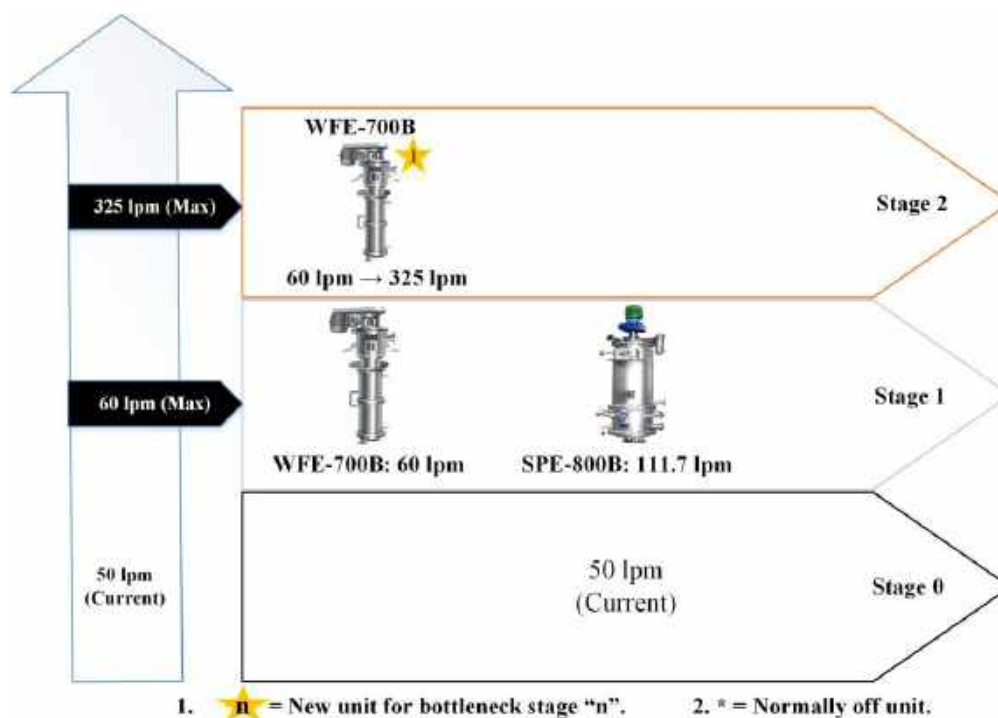 WFE-700B
1
325 lpm (Max)
Stage 2
60 lpm → 325 lpm
60 lpm (Max)
Stage 1
WFE-700B: 60 lpm
SPE-800B: 111.7 lpm
50 lpm
(Current)
50 lpm
(Current)
Stage 0
1. n = New unit for bottleneck stage “n”. 2. * = Normally off unit.